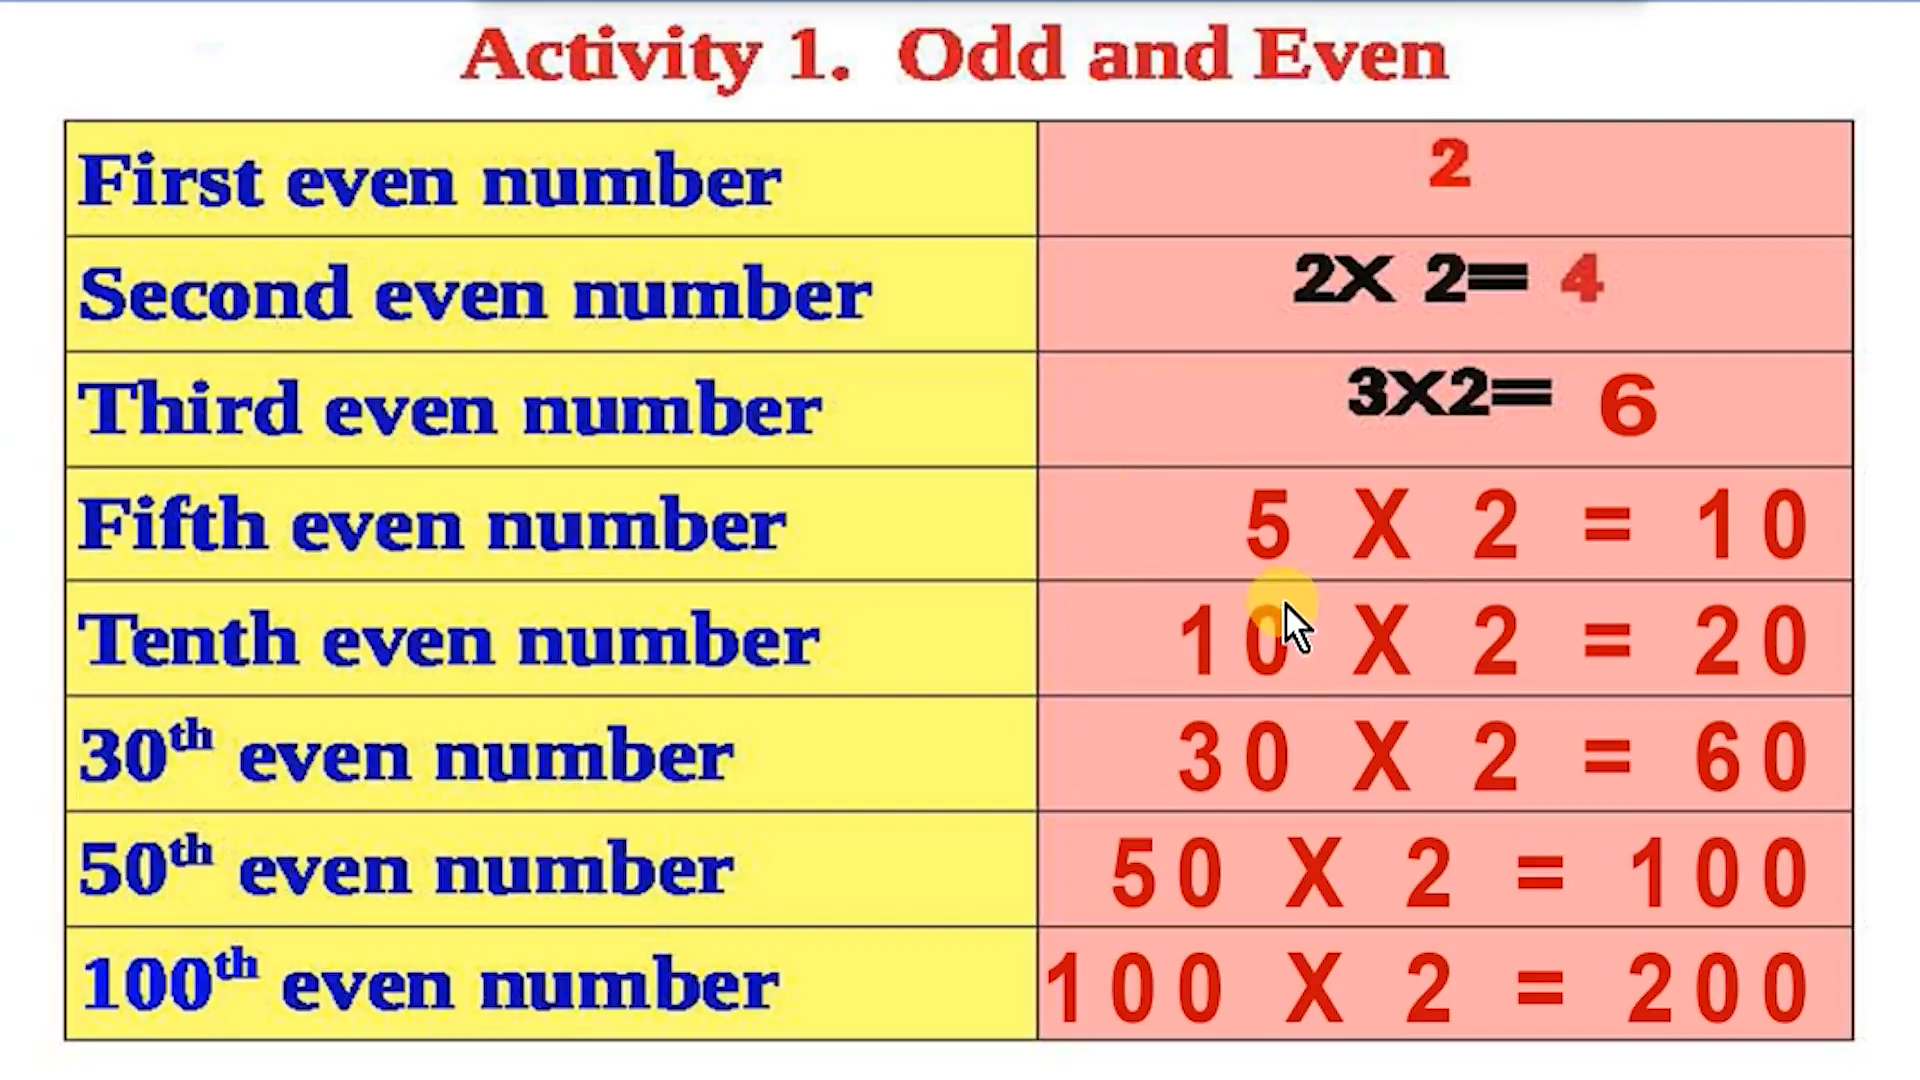 Activity 1. Odd and Even
First even number 2
Second even number 2X 2= 4
Third even number 3X2= 6
Fifth even number 5 X 2 = 10
Tenth even number 10 X 2 = 20
30th even number 30 X 2 = 60
50th even number 50 X 2 = 100
100th even number 100 X 2 = 200